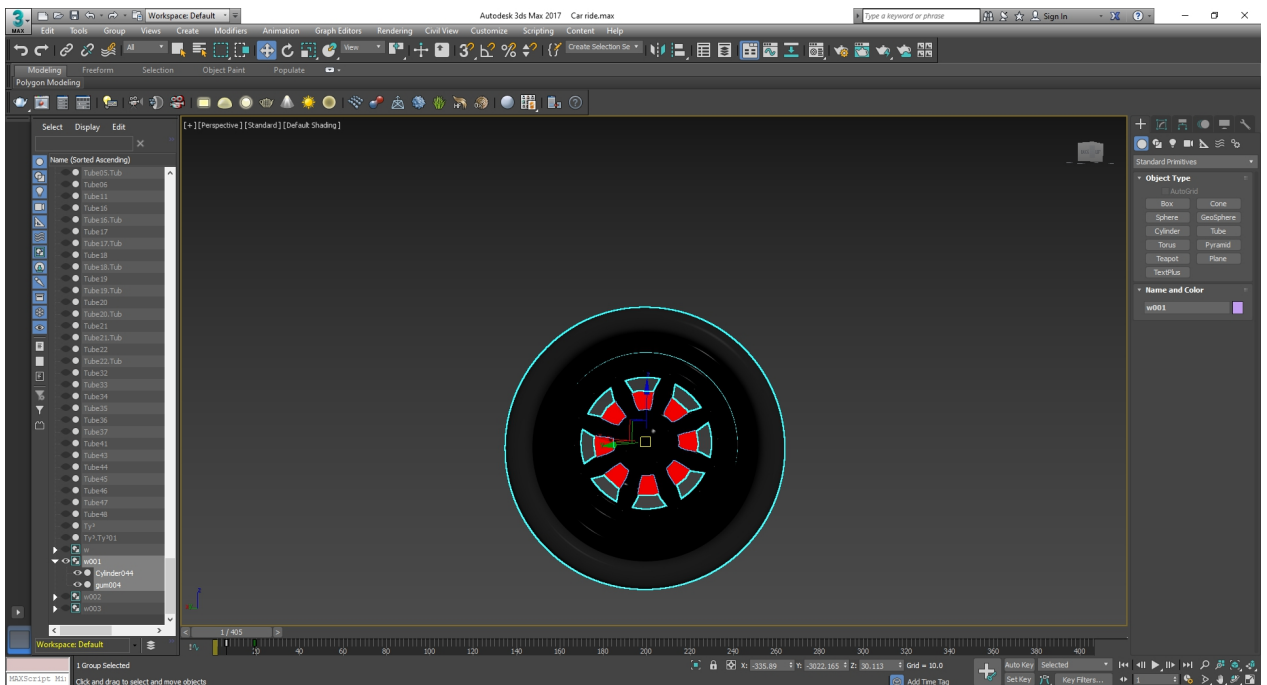 3
MAX
Workspace: Default
Autodesk 3ds Max 2017 Car ride.max
Type a keyword or phrase
Sign In
Edit Tools Group Views Create Modifiers Animation Graph Editors Rendering Civil View Customize Scripting Content Help
All
View
Create Selection Se
Modeling Freeform Selection Object Paint Populate
Polygon Modeling
Select Display Edit
[+] [Perspective] [Standard] [Default Shading]
Name (Sorted Ascending)
Tube05.Tub
Tube06
Tube11
Tube16
Tube16.Tub
Tube17
Tube17.Tub
Tube18
Tube18.Tub
Tube19
Tube19.Tub
Tube20
Tube20.Tub
Tube21
Tube21.Tub
Tube22
Tube22.Tub
Tube32
Tube33
Tube34
Tube35
Tube36
Tube37
Tube41
Tube43
Tube44
Tube45
Tube46
Tube47
Tube48
Ty³
Ty³.Ty³01
w
w001
Cylinder044
gum004
w002
w003
Standard Primitives
Object Type
AutoGrid
Box Cone
Sphere GeoSphere
Cylinder Tube
Torus Pyramid
Teapot Plane
TextPlus
Name and Color
w001
z
1 / 405
Workspace: Default
40 60 80 100 120 140 160 180 200 220 240 260 280 300 320 340 360 380 400
1 Group Selected
X: -335.89 Y: -3022.165 Z: 30.113 Grid = 10.0
Auto Key Selected
MAXScript Mi
Click and drag to select and move objects
Add Time Tag
Set Key Key Filters...
1